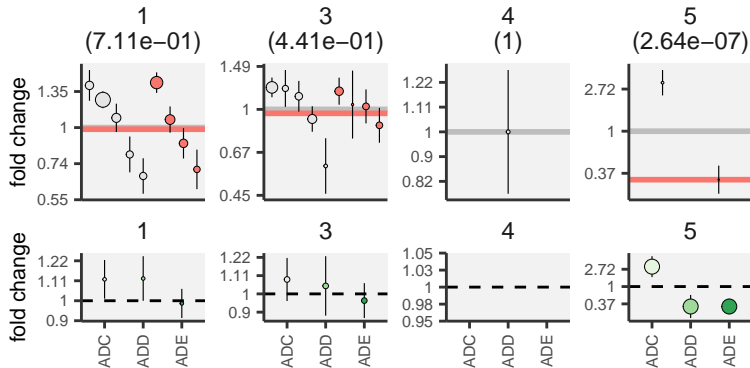 1
(7.11e−01)
3
(4.41e−01)
4
(1)
5
(2.64e−07)
fold change
1.35
1
0.74
0.55
1.49
1
0.67
0.45
1.22
1.11
1
0.9
0.82
2.72
1
0.37
1
3
4
5
fold change
1.22
1.11
1
0.9
1.22
1.11
1
0.9
1.05
1.03
1
0.98
0.95
2.72
1
0.37
ADC
ADD
ADE
ADC
ADD
ADE
ADC
ADD
ADE
ADC
ADD
ADE